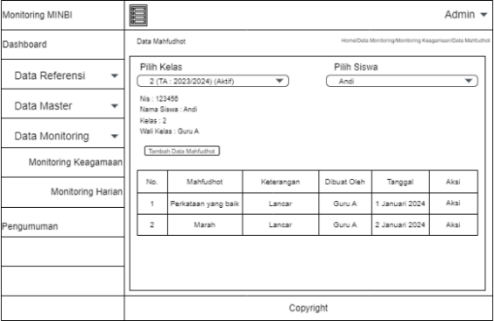 Monitoring MINBI
Admin
Dashboard
Data Mahfudhot
Home/Data Monitoring/Monitoring Keagamaan/Data Mahfudhot
Data Referensi
Data Master
Data Monitoring
Monitoring Keagamaan
Monitoring Harian
Pengumuman
Pilih Kelas
Pilih Siswa
2 (TA : 2023/2024) (Aktif)
Andi
Nis : 123456
Nama Siswa : Andi
Kelas : 2
Wali Kelas : Guru A
Tambah Data Mahfudhot
No. Mahfudhot Keterangan Dibuat Oleh Tanggal Aksi
1 Perkataan yang baik Lancar Guru A 1 Januari 2024 Aksi
2 Marah Lancar Guru A 2 Januari 2024 Aksi
Copyright